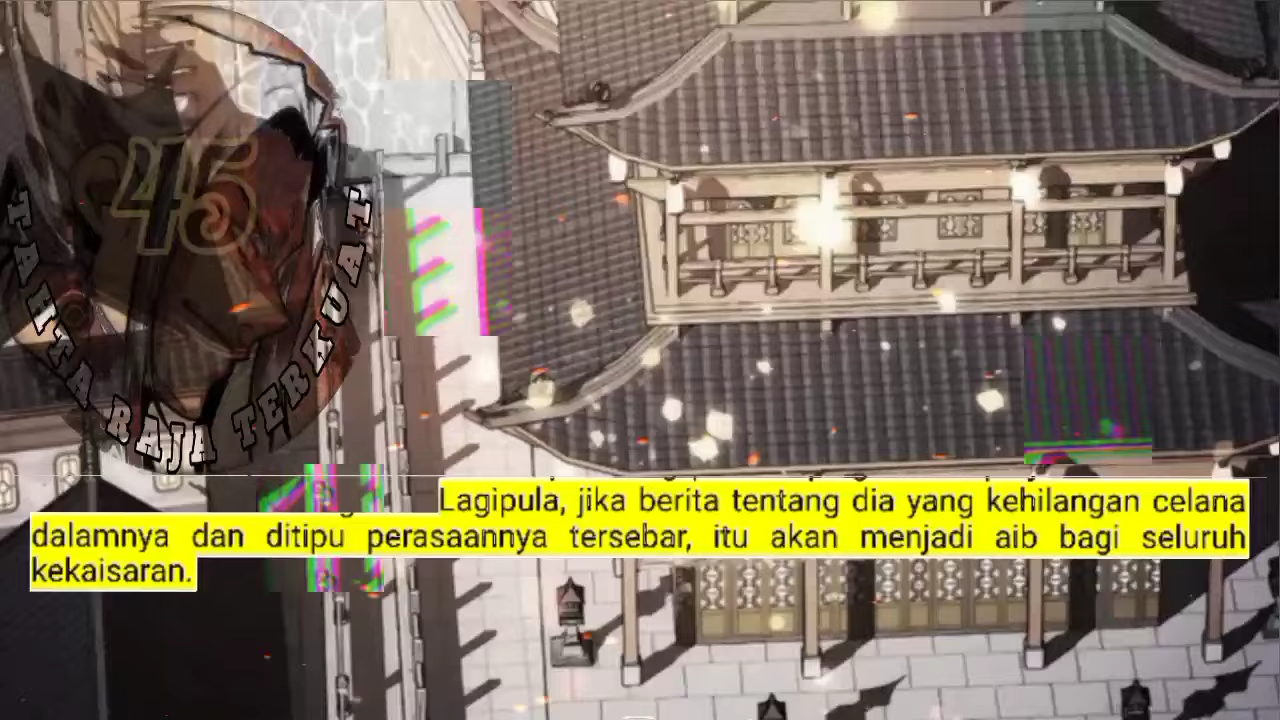 45
TAHTA RAJA TERKUAT
Lagipula, jika berita tentang dia yang kehilangan celana
dalamnya dan ditipu perasaannya tersebar, itu akan menjadi aib bagi seluruh
kekaisaran.